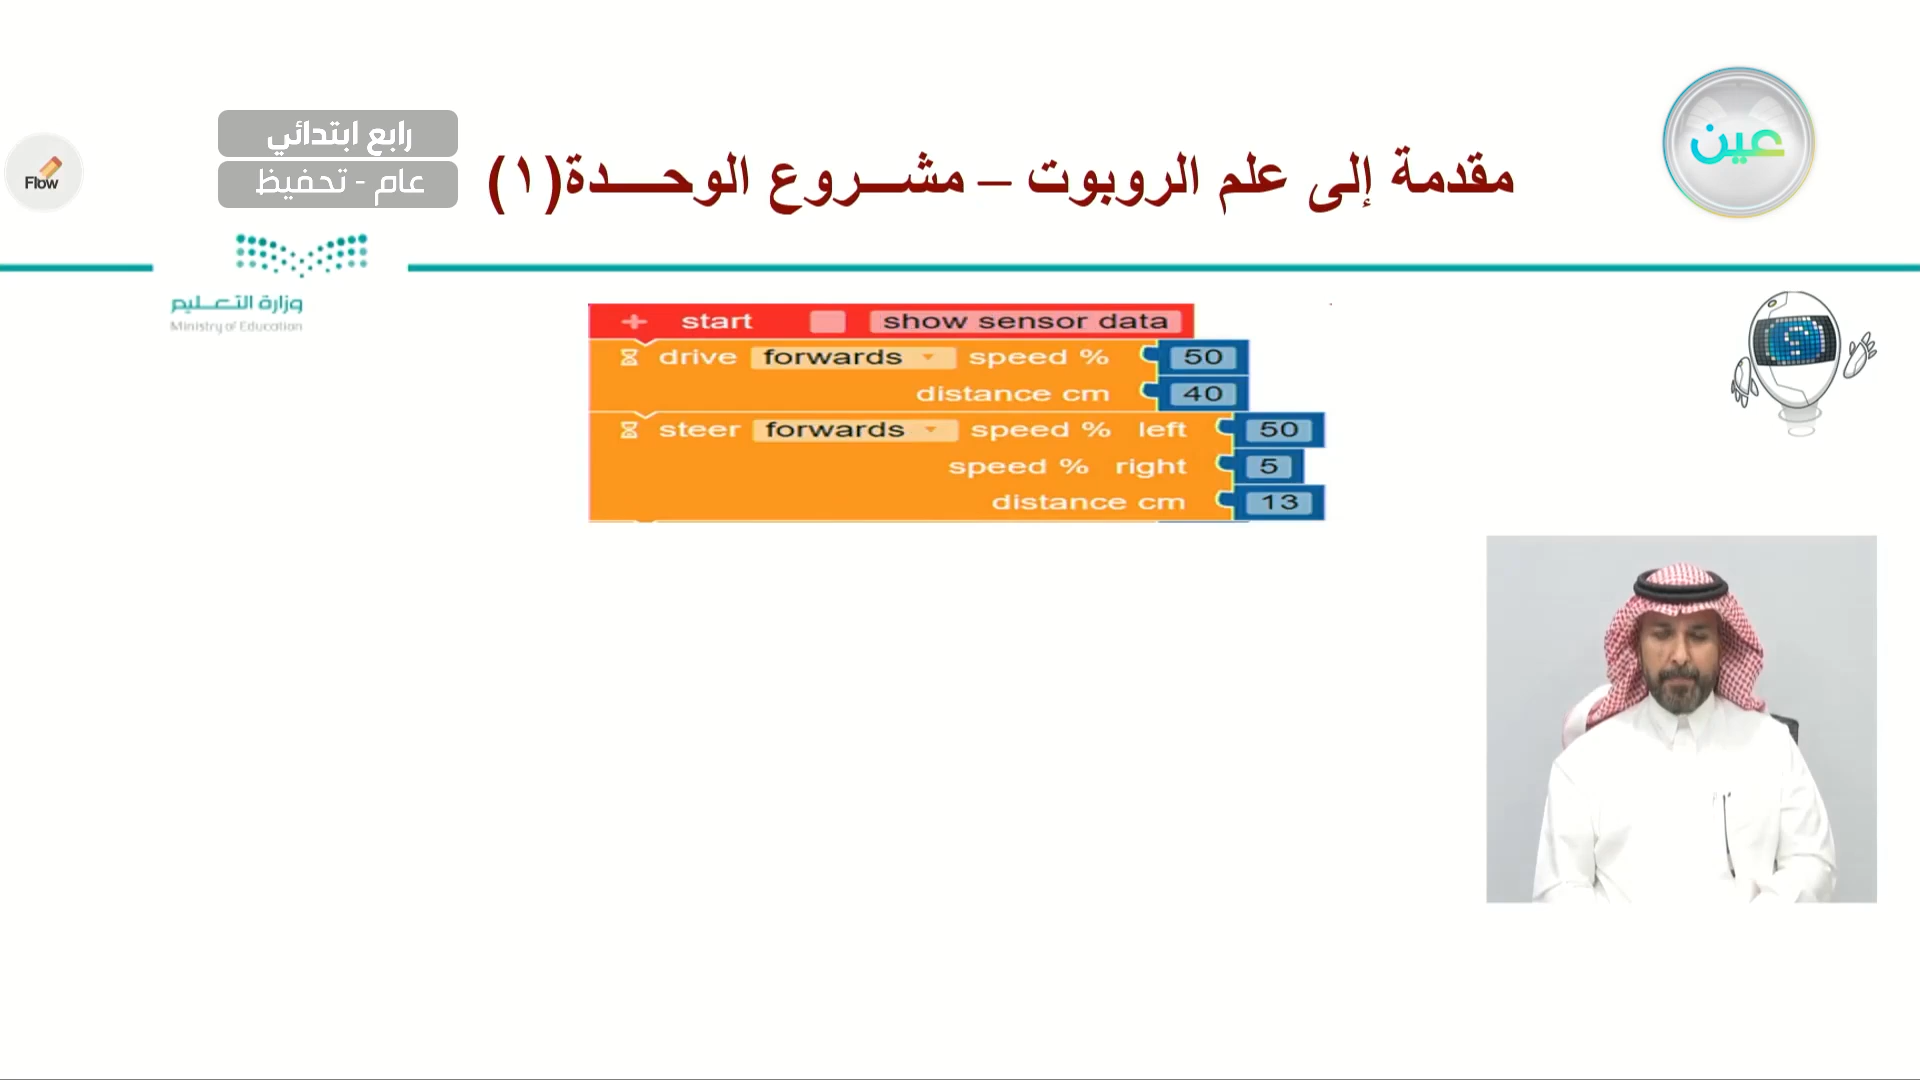 عين
رابع ابتدائي
عام - تحفيظ
مقدمة إلى علم الروبوت – مشروع الوحدة(١)
Flow
وزارة التعليم
Ministry of Education
+ start show sensor data
drive forwards speed % 50
distance cm 40
steer forwards speed % left 50
speed % right 5
distance cm 13